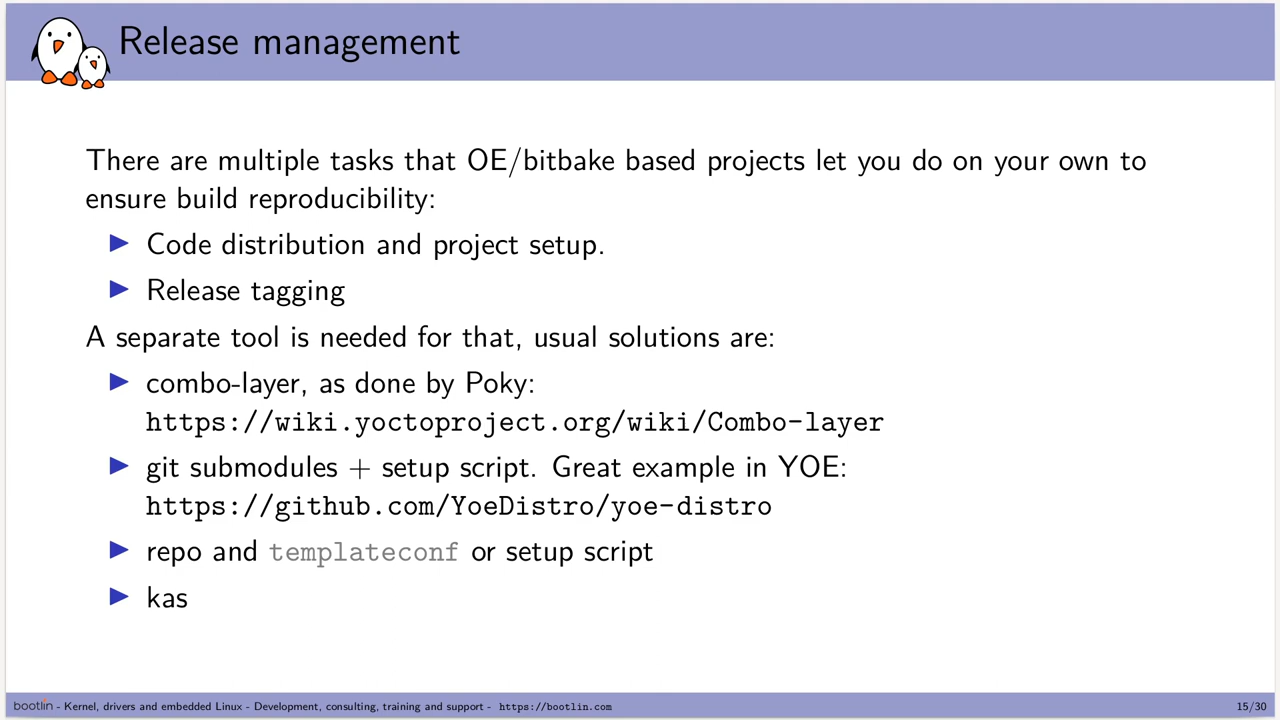 Release management
There are multiple tasks that OE/bitbake based projects let you do on your own to
ensure build reproducibility:
▶ Code distribution and project setup.
▶ Release tagging
A separate tool is needed for that, usual solutions are:
▶ combo-layer, as done by Poky:
https://wiki.yoctoproject.org/wiki/Combo-layer
▶ git submodules + setup script. Great example in YOE:
https://github.com/YoeDistro/yoe-distro
▶ repo and templateconf or setup script
▶ kas
bootlin - Kernel, drivers and embedded Linux - Development, consulting, training and support - https://bootlin.com 15/30